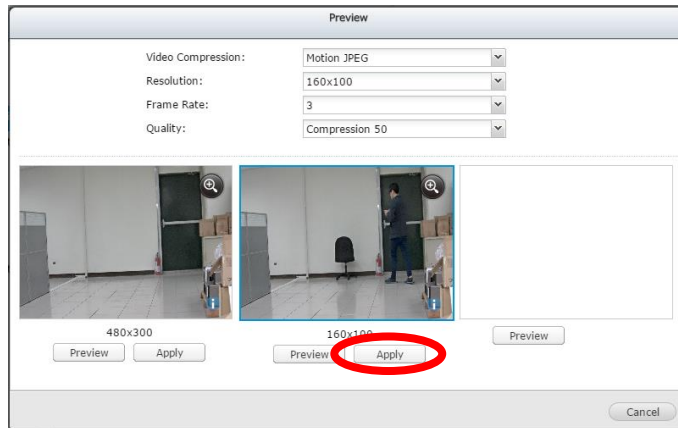 Preview
Video Compression: Motion JPEG
Resolution: 160x100
Frame Rate: 3
Quality: Compression 50
480x300
Preview Apply
160x100
Preview Apply
Preview
Cancel